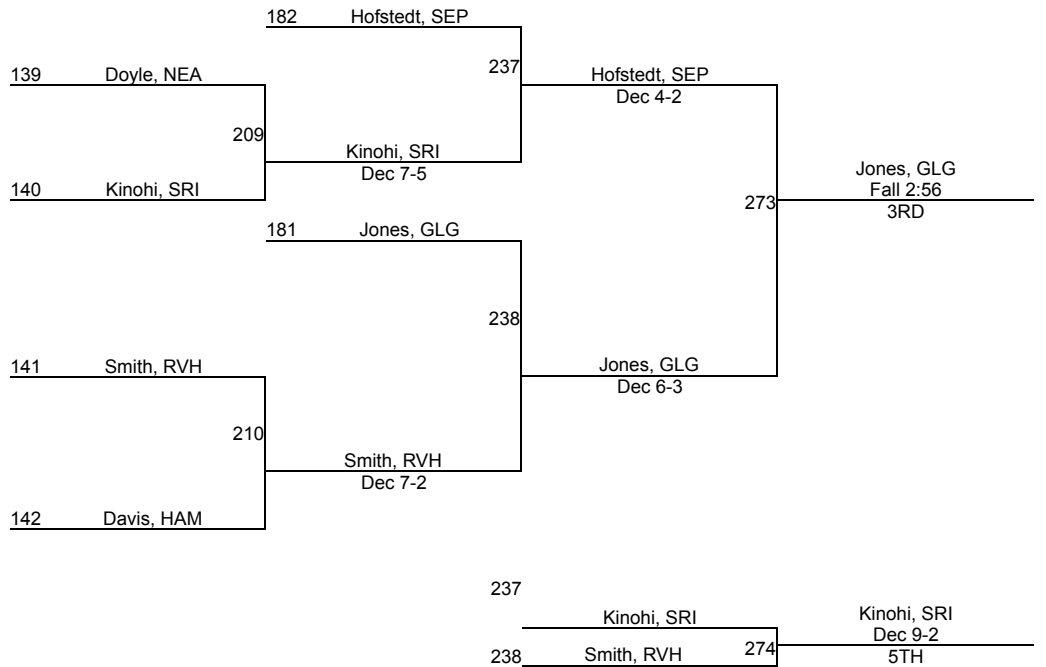 182 Hofstedt, SEP
237
139 Doyle, NEA
Hofstedt, SEP
Dec 4-2
209
Kinohi, SRI
Dec 7-5
140 Kinohi, SRI
Jones, GLG
Fall 2:56
3RD
273
181 Jones, GLG
238
141 Smith, RVH
Jones, GLG
Dec 6-3
210
Smith, RVH
Dec 7-2
142 Davis, HAM
237
Kinohi, SRI
Kinohi, SRI
Dec 9-2
5TH
274
238 Smith, RVH